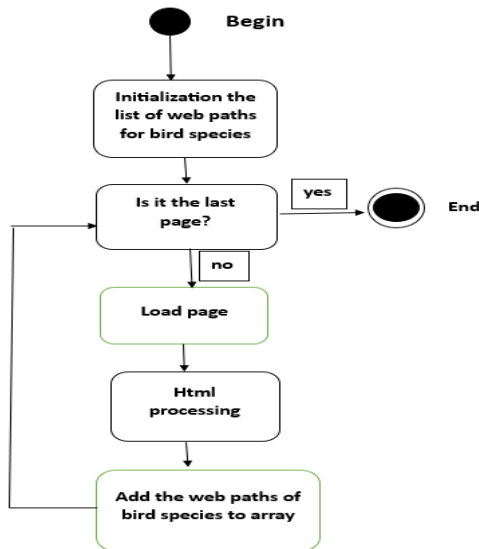 Begin
Initialization the
list of web paths
for bird species
Is it the last
page?
yes
End
no
Load page
Html
processing
Add the web paths of
bird species to array